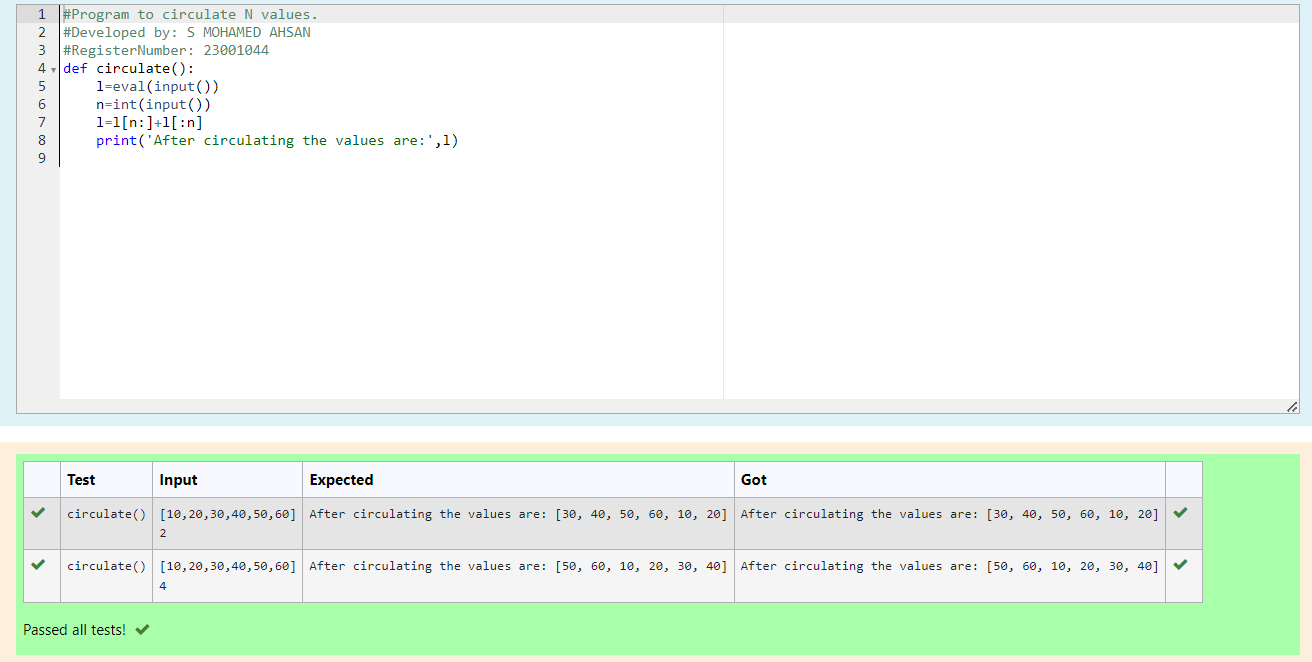 1 #Program to circulate N values.
2 #Developed by: S MOHAMED AHSAN
3 #RegisterNumber: 23001044
4 def circulate():
5     l=eval(input())
6     n=int(input())
7     l=l[n:]+l[:n]
8     print('After circulating the values are:',l)
9
Test Input Expected Got
circulate() [10,20,30,40,50,60] After circulating the values are: [30, 40, 50, 60, 10, 20] After circulating the values are: [30, 40, 50, 60, 10, 20]
2
circulate() [10,20,30,40,50,60] After circulating the values are: [50, 60, 10, 20, 30, 40] After circulating the values are: [50, 60, 10, 20, 30, 40]
4
Passed all tests!